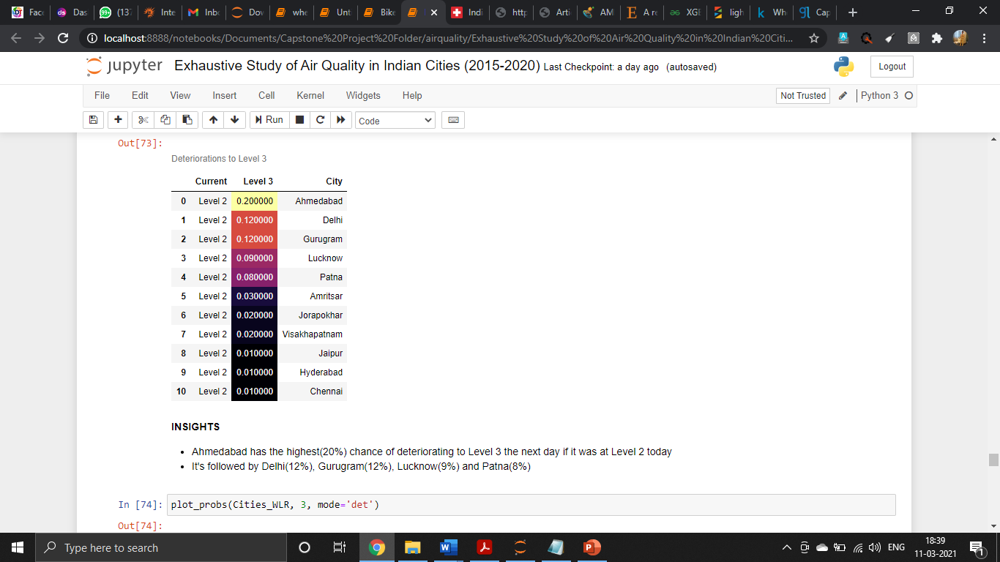 Face
Das
(137
Inte
Inb
Dov
whe
Unt
Bike
Indi
http
Arti
AM
A re
XGE
ligh
Wh
Cap
localhost:8888/notebooks/Documents/Capstone%20Project%20Folder/airquality/Exhaustive%20Study%20of%20Air%20Quality%20in%20Indian%20Citi...
jupyter Exhaustive Study of Air Quality in Indian Cities (2015-2020) Last Checkpoint: a day ago (autosaved)
Logout
File Edit View Insert Cell Kernel Widgets Help
Not Trusted
Python 3
Run
Code
Out[73]:
Deteriorations to Level 3
Current Level 3 City
0 Level 2 0.200000 Ahmedabad
1 Level 2 0.120000 Delhi
2 Level 2 0.120000 Gurugram
3 Level 2 0.090000 Lucknow
4 Level 2 0.080000 Patna
5 Level 2 0.030000 Amritsar
6 Level 2 0.020000 Jorapokhar
7 Level 2 0.020000 Visakhapatnam
8 Level 2 0.010000 Jaipur
9 Level 2 0.010000 Hyderabad
10 Level 2 0.010000 Chennai
INSIGHTS
• Ahmedabad has the highest(20%) chance of deteriorating to Level 3 the next day if it was at Level 2 today
• It's followed by Delhi(12%), Gurugram(12%), Lucknow(9%) and Patna(8%)
In [74]: plot_probs(Cities_WLR, 3, mode='det')
Out[74]:
Type here to search
ENG
18:39
11-03-2021
1